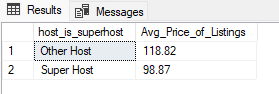 Results Messages
host_is_superhost Avg_Price_of_Listings
1 Other Host 118.82
2 Super Host 98.87